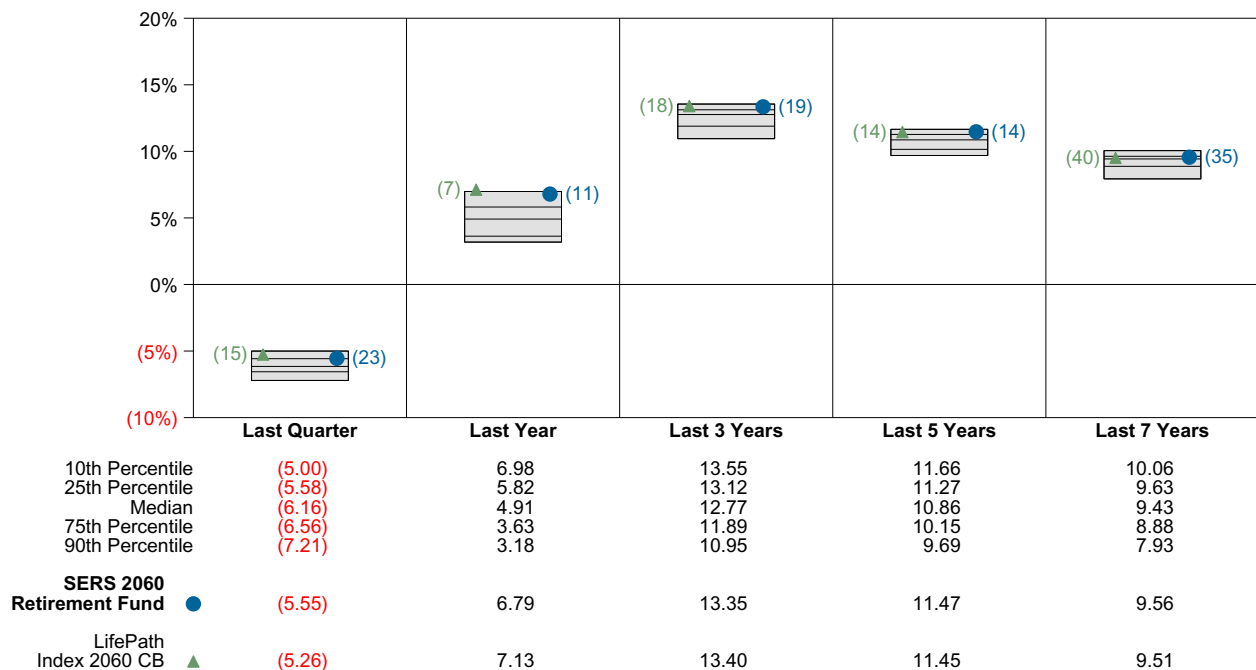 20%
15%
10%
5%
0%
(5%)
(10%)
(15) (23)
(7) (11)
(18) (19)
(14) (14)
(40) (35)
Last Quarter Last Year Last 3 Years Last 5 Years Last 7 Years
10th Percentile (5.00) 6.98 13.55 11.66 10.06
25th Percentile (5.58) 5.82 13.12 11.27 9.63
Median (6.16) 4.91 12.77 10.86 9.43
75th Percentile (6.56) 3.63 11.89 10.15 8.88
90th Percentile (7.21) 3.18 10.95 9.69 7.93
SERS 2060
Retirement Fund (5.55) 6.79 13.35 11.47 9.56
LifePath
Index 2060 CB (5.26) 7.13 13.40 11.45 9.51